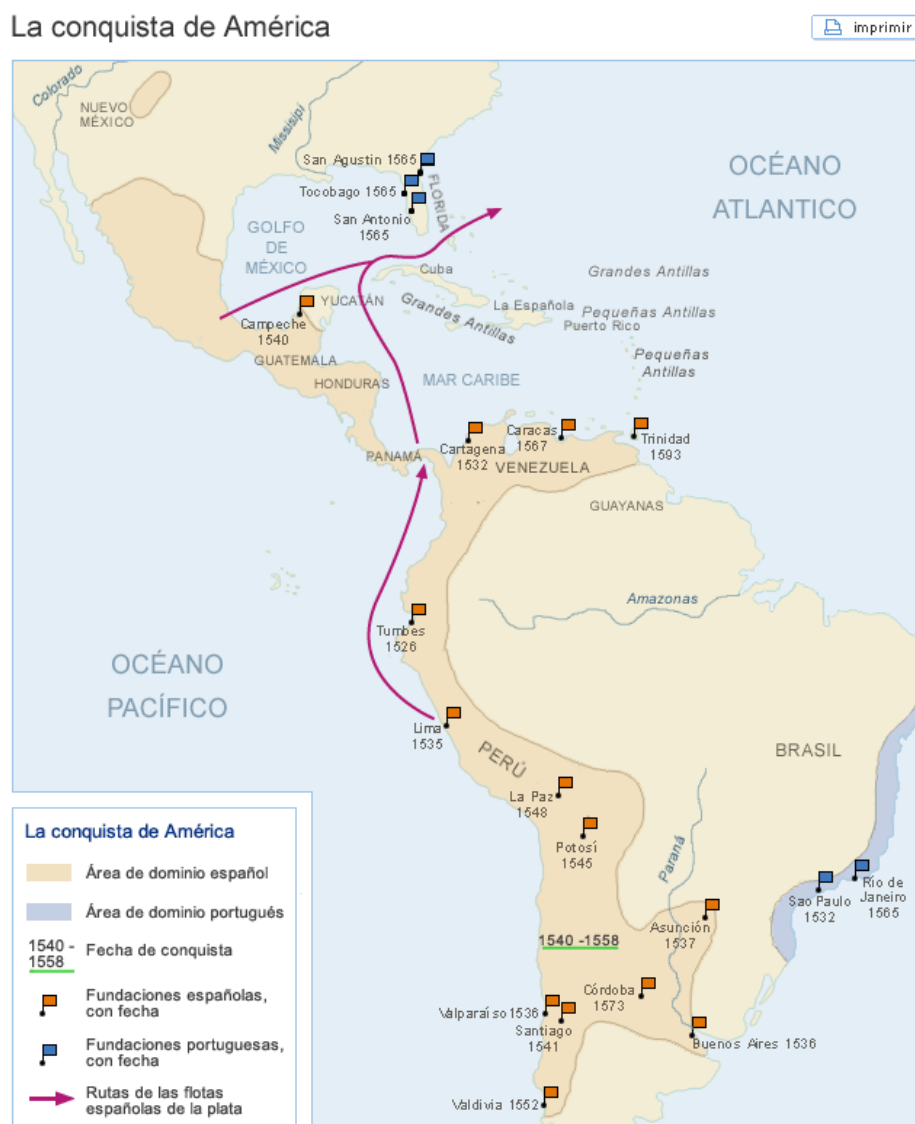 La conquista de América
imprimir
Colorado
NUEVO
MÉXICO
Missisipí
San Agustin 1565
Tocobago 1565
San Antonio
1565
FLORIDA
OCÉANO
ATLANTICO
GOLFO
DE
MÉXICO
Cuba
Grandes Antillas
La Española
Pequeñas Antillas
Puerto Rico
Grandes Antillas
Pequeñas
Antillas
YUCATÁN
Campeche
1540
GUATEMALA
HONDURAS
MAR CARIBE
PANAMÁ
Cartagena
1532
Caracas
1567
Trinidad
1593
VENEZUELA
GUAYANAS
Amazonas
Tumbes
1526
OCÉANO
PACÍFICO
Lima
1535
PERÚ
BRASIL
La Paz
1548
Potosí
1545
Paraná
Sao Paulo
1532
Río de
Janeiro
1565
Asunción
1537
1540 -1558
Córdoba
1573
Valparaíso 1536
Santiago
1541
Buenos Aires 1536
Valdivia 1552
La conquista de América
Área de dominio español
Área de dominio portugués
1540 -
1558
Fecha de conquista
Fundaciones españolas,
con fecha
Fundaciones portuguesas,
con fecha
Rutas de las flotas
españolas de la plata